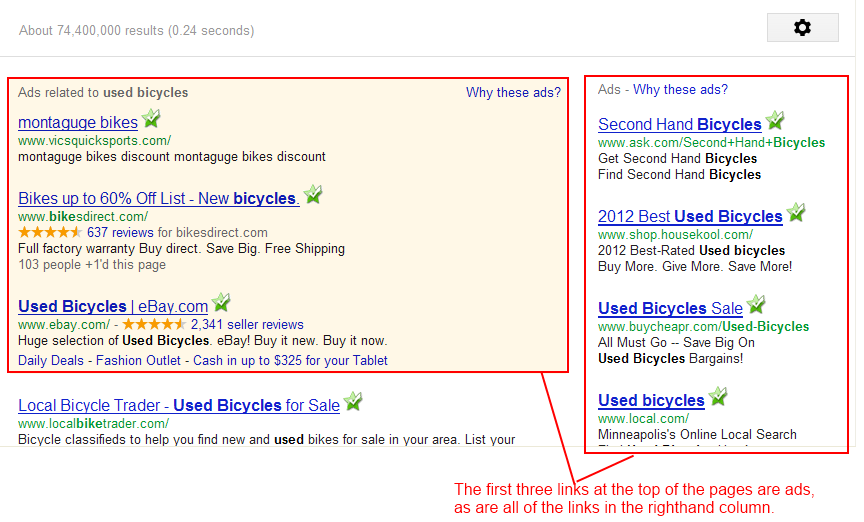 About 74,400,000 results (0.24 seconds)
Ads related to used bicycles
Why these ads?
montaguge bikes
www.vicsquicksports.com/
montaguge bikes discount montaguge bikes discount
Bikes up to 60% Off List - New bicycles.
www.bikesdirect.com/
637 reviews for bikesdirect.com
Full factory warranty Buy direct. Save Big. Free Shipping
103 people +1'd this page
Used Bicycles | eBay.com
www.ebay.com/ - 2,341 seller reviews
Huge selection of Used Bicycles. eBay! Buy it new. Buy it now.
Daily Deals - Fashion Outlet - Cash in up to $325 for your Tablet
Local Bicycle Trader - Used Bicycles for Sale
www.localbiketrader.com/
Bicycle classifieds to help you find new and used bikes for sale in your area. List your
Ads - Why these ads?
Second Hand Bicycles
www.ask.com/Second+Hand+Bicycles
Get Second Hand Bicycles
Find Second Hand Bicycles
2012 Best Used Bicycles
www.shop.housekool.com/
2012 Best-Rated Used bicycles
Buy More. Give More. Save More!
Used Bicycles Sale
www.buycheapr.com/Used-Bicycles
All Must Go -- Save Big On
Used Bicycles Bargains!
Used bicycles
www.local.com/
Minneapolis's Online Local Search
The first three links at the top of the pages are ads,
as are all of the links in the righthand column.